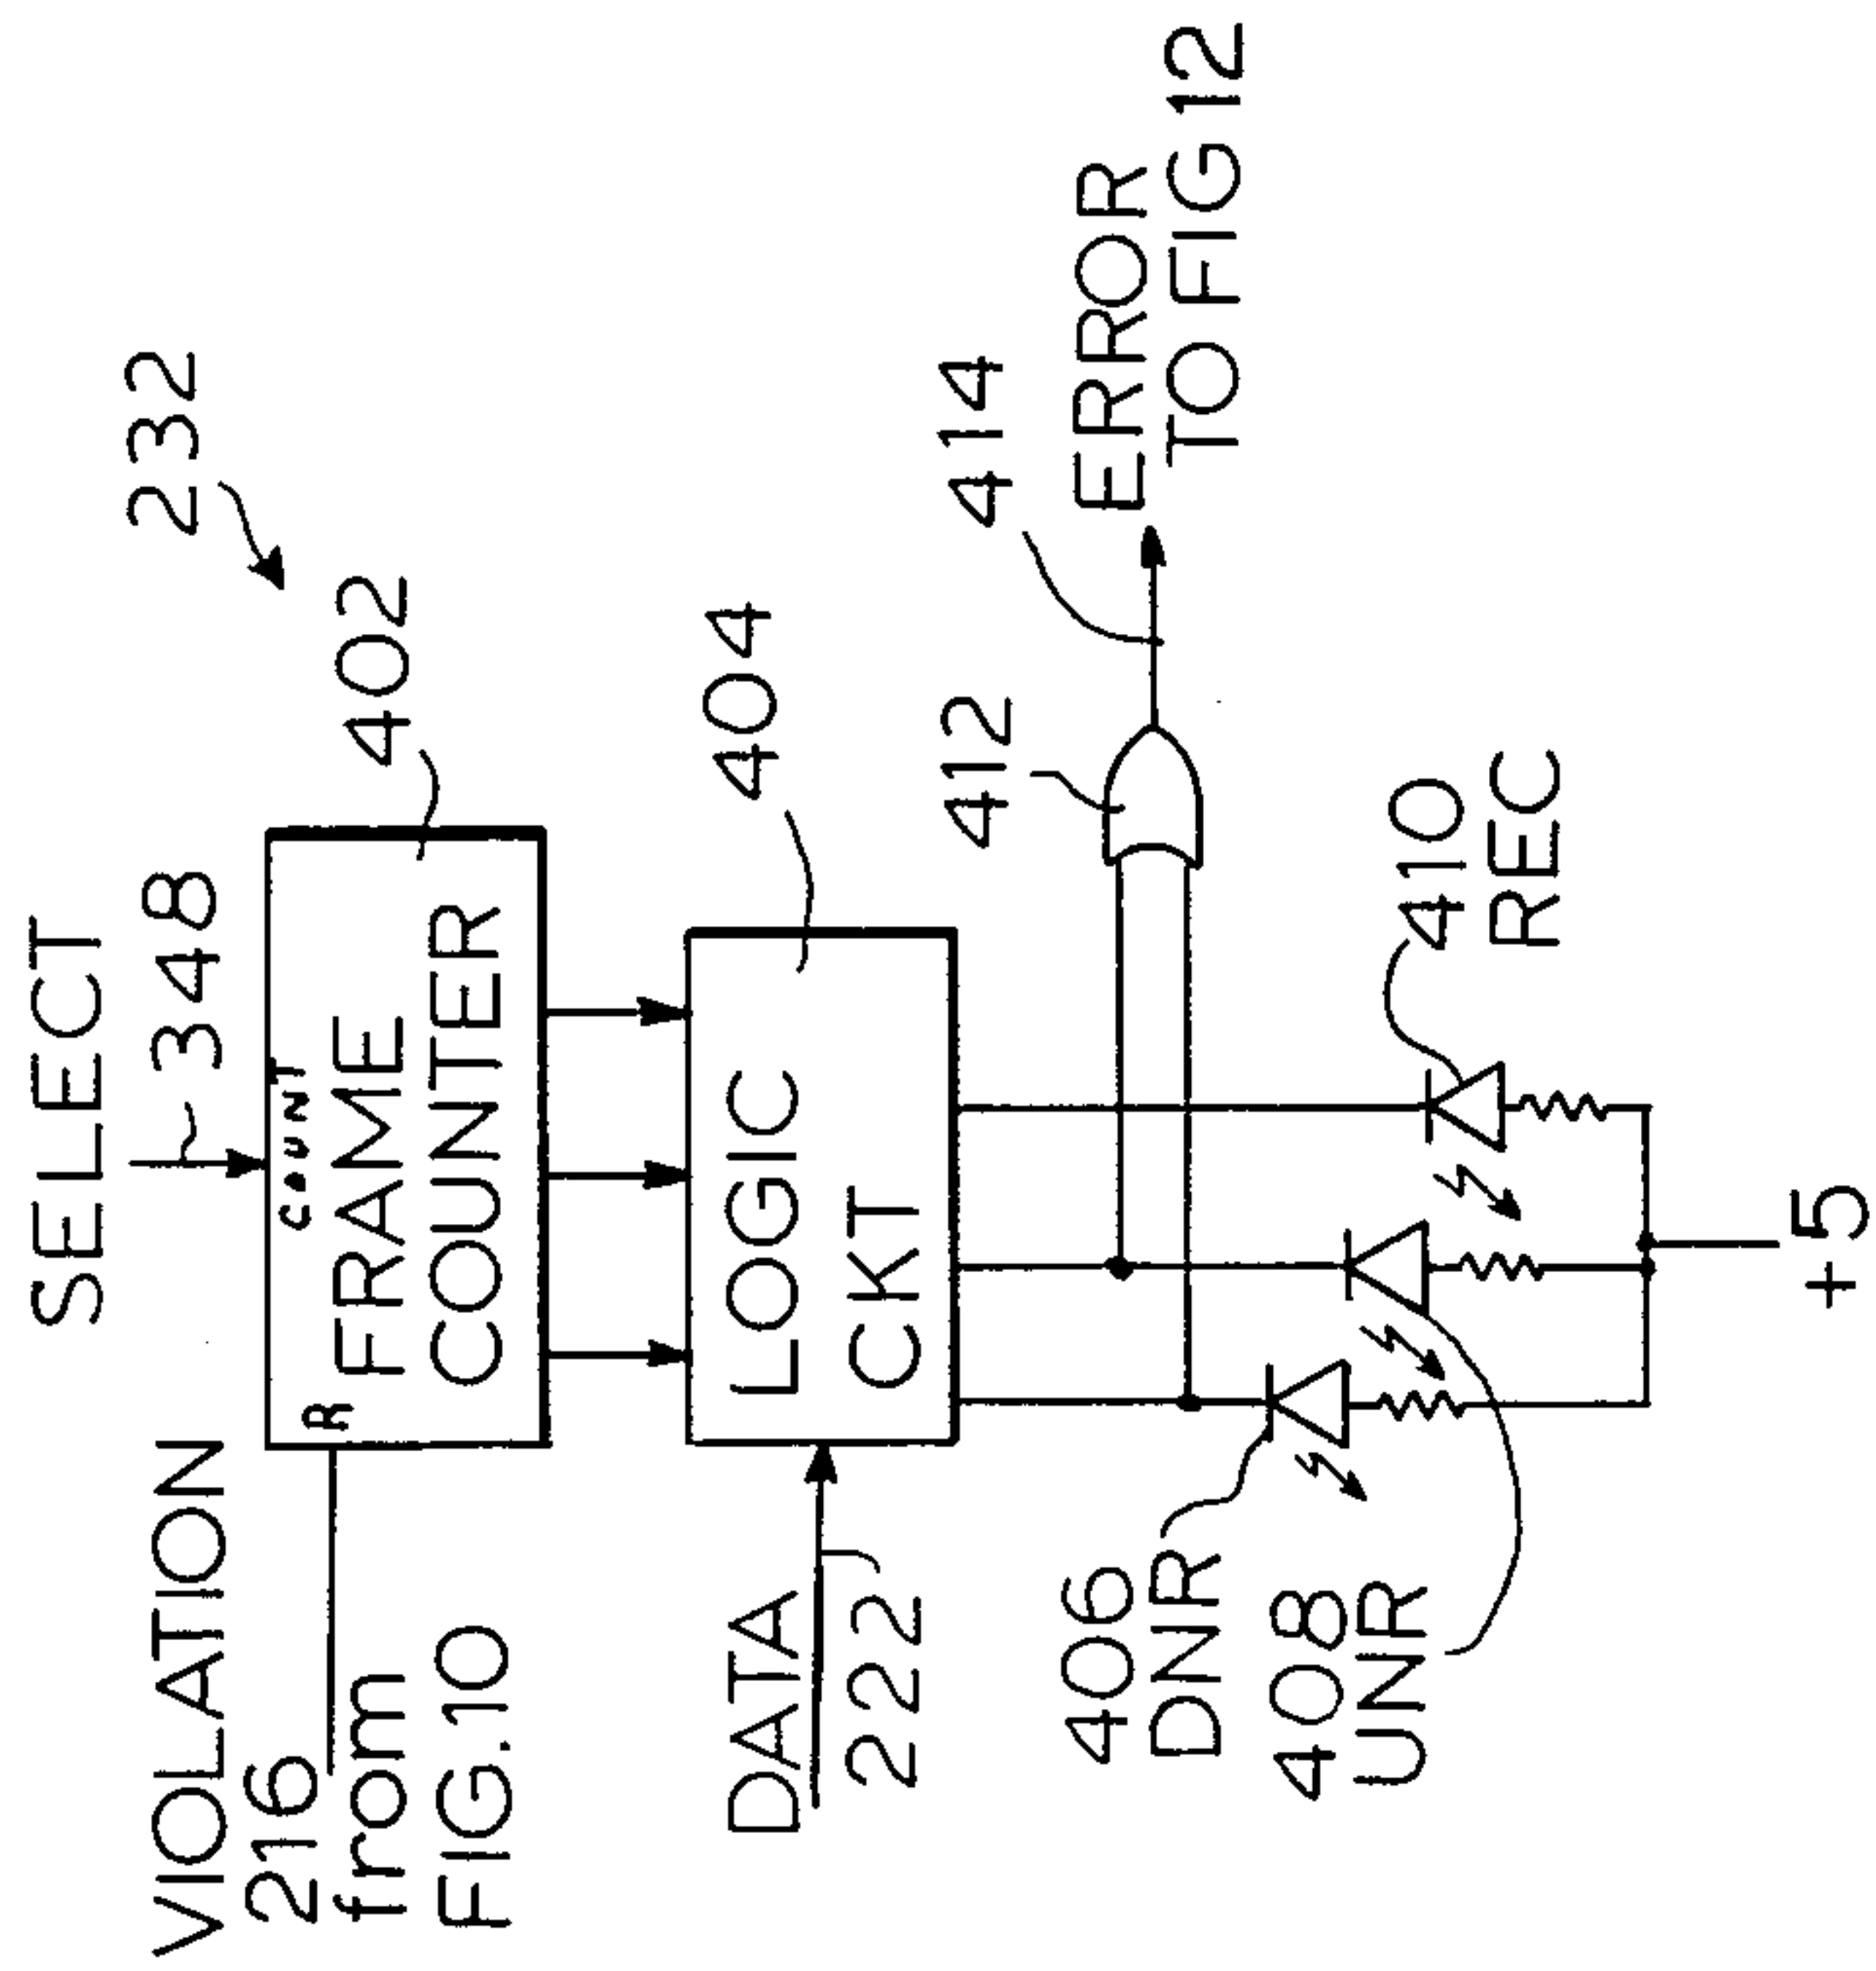 SELECT
348
232
VIOLATION
216
from
FIG.10
COUNT
R
FRAME
COUNTER
402
DATA
222
LOGIC
CKT
404
412
414
ERROR
TO FIG 12
406
DNR
408
UNR
410
REC
+5